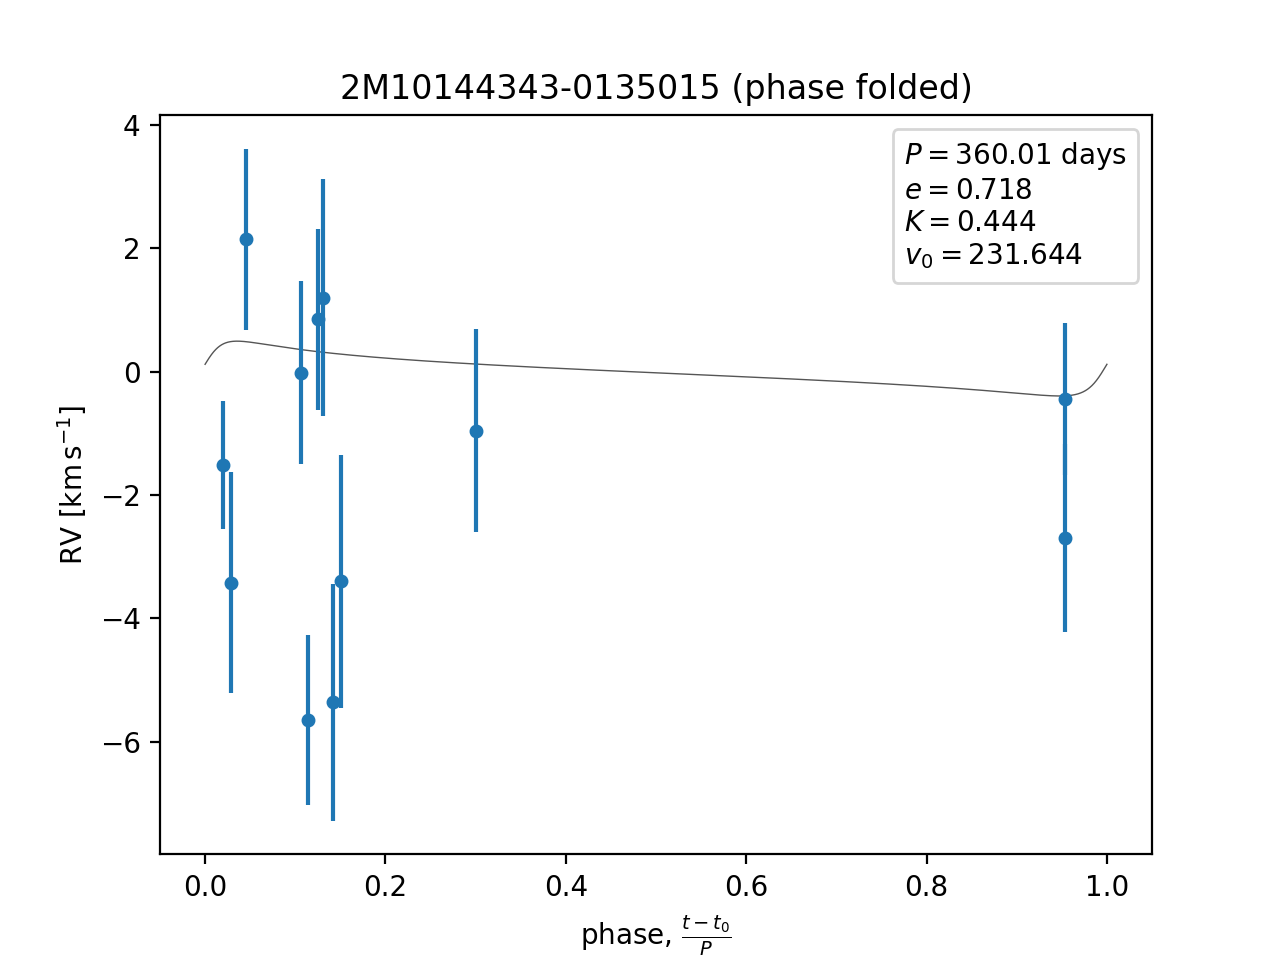 2M10144343-0135015 (phase folded)
P = 360.01 days
e = 0.718
K = 0.444
v₀ = 231.644
4
2
0
−2
−4
−6
RV [km s⁻¹]
0.0 0.2 0.4 0.6 0.8 1.0
phase, (t − t₀)/P